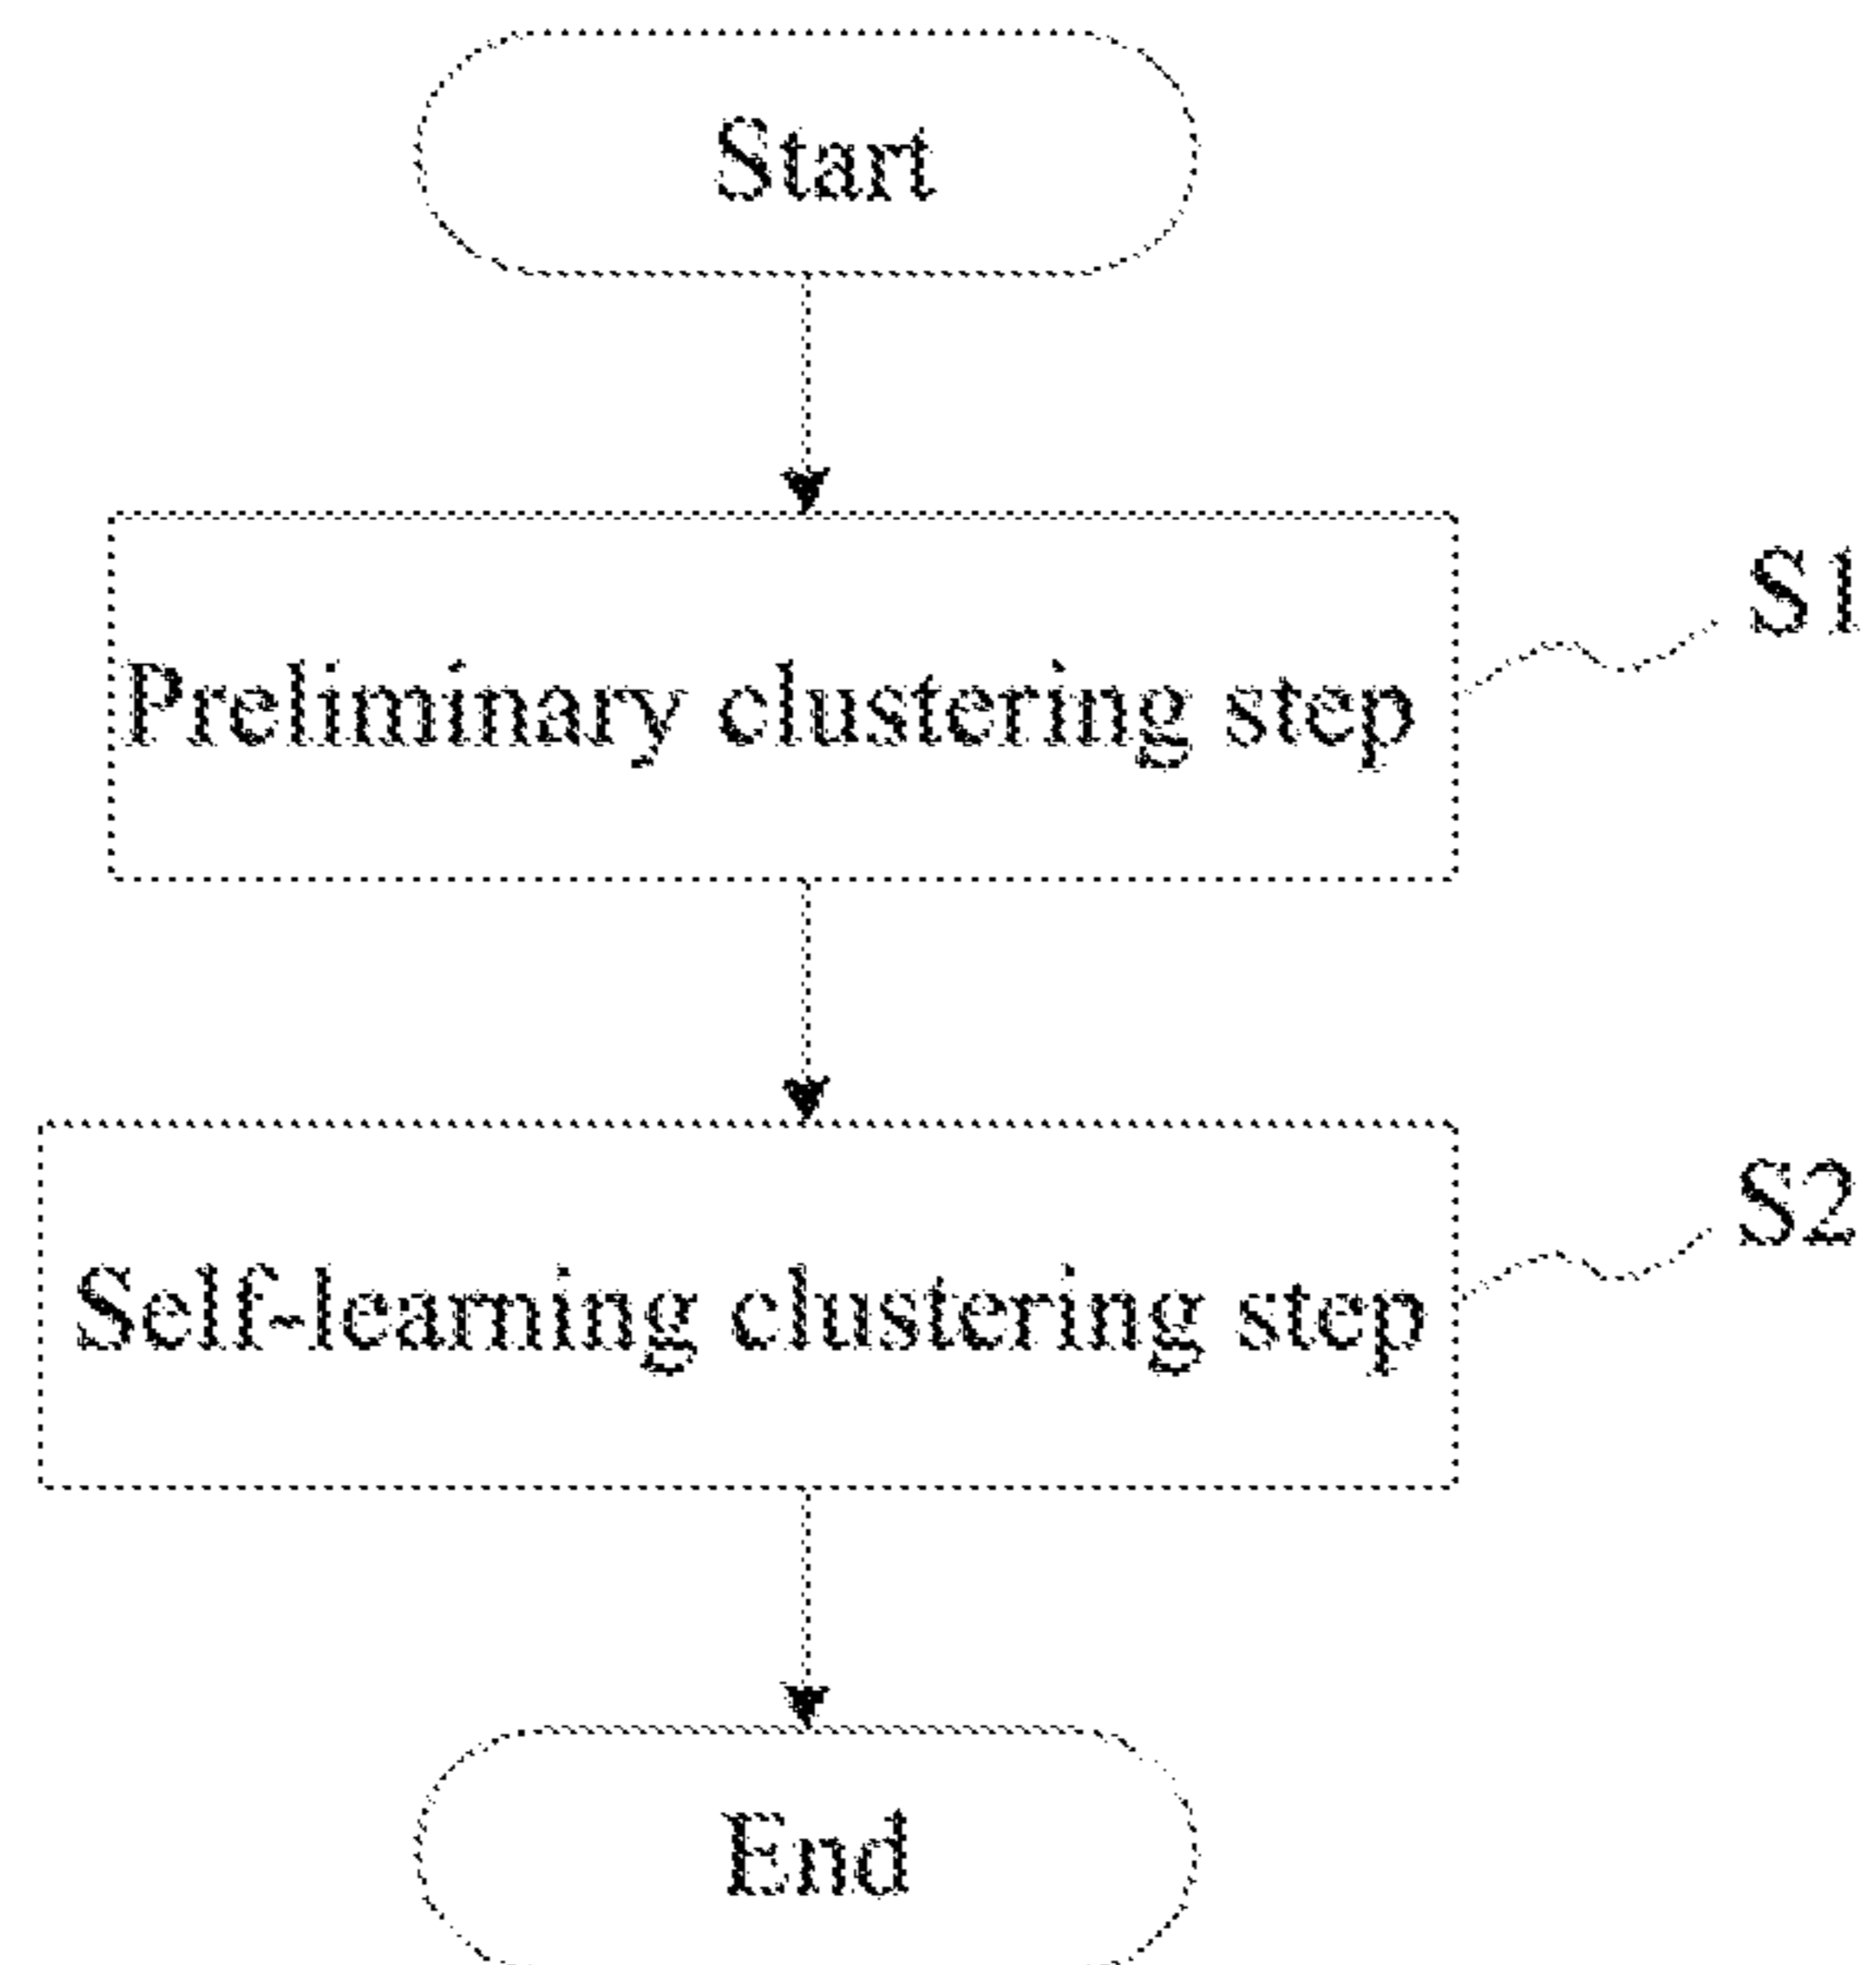 Start
S1
Preliminary clustering step
S2
Self-learning clustering step
End